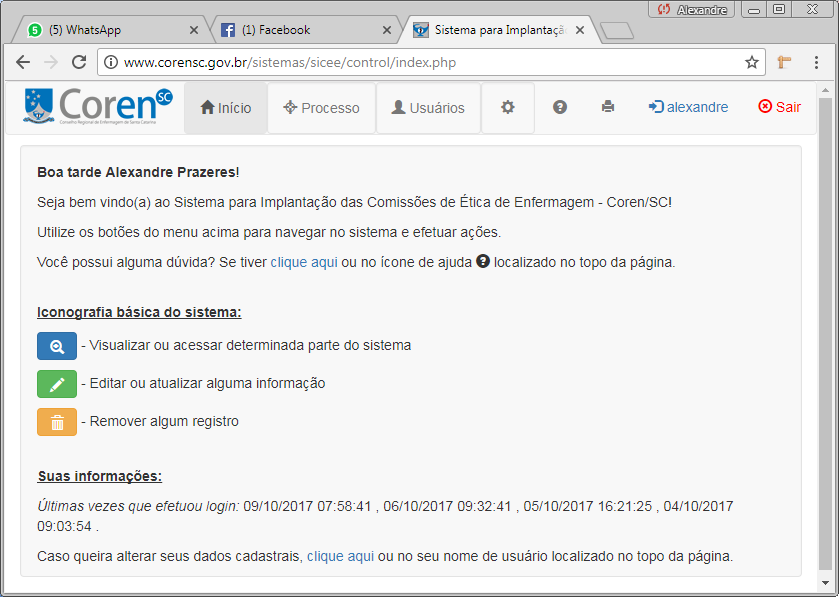 Alexandre
5 (5) WhatsApp
(1) Facebook
Sistema para Implantaçã
www.corensc.gov.br/sistemas/sicee/control/index.php
Coren SC
Conselho Regional de Enfermagem de Santa Catarina
Início
Processo
Usuários
alexandre
Sair
Boa tarde Alexandre Prazeres!
Seja bem vindo(a) ao Sistema para Implantação das Comissões de Ética de Enfermagem - Coren/SC!
Utilize os botões do menu acima para navegar no sistema e efetuar ações.
Você possui alguma dúvida? Se tiver clique aqui ou no ícone de ajuda ? localizado no topo da página.
Iconografia básica do sistema:
- Visualizar ou acessar determinada parte do sistema
- Editar ou atualizar alguma informação
- Remover algum registro
Suas informações:
Últimas vezes que efetuou login: 09/10/2017 07:58:41 , 06/10/2017 09:32:41 , 05/10/2017 16:21:25 , 04/10/2017
09:03:54 .
Caso queira alterar seus dados cadastrais, clique aqui ou no seu nome de usuário localizado no topo da página.